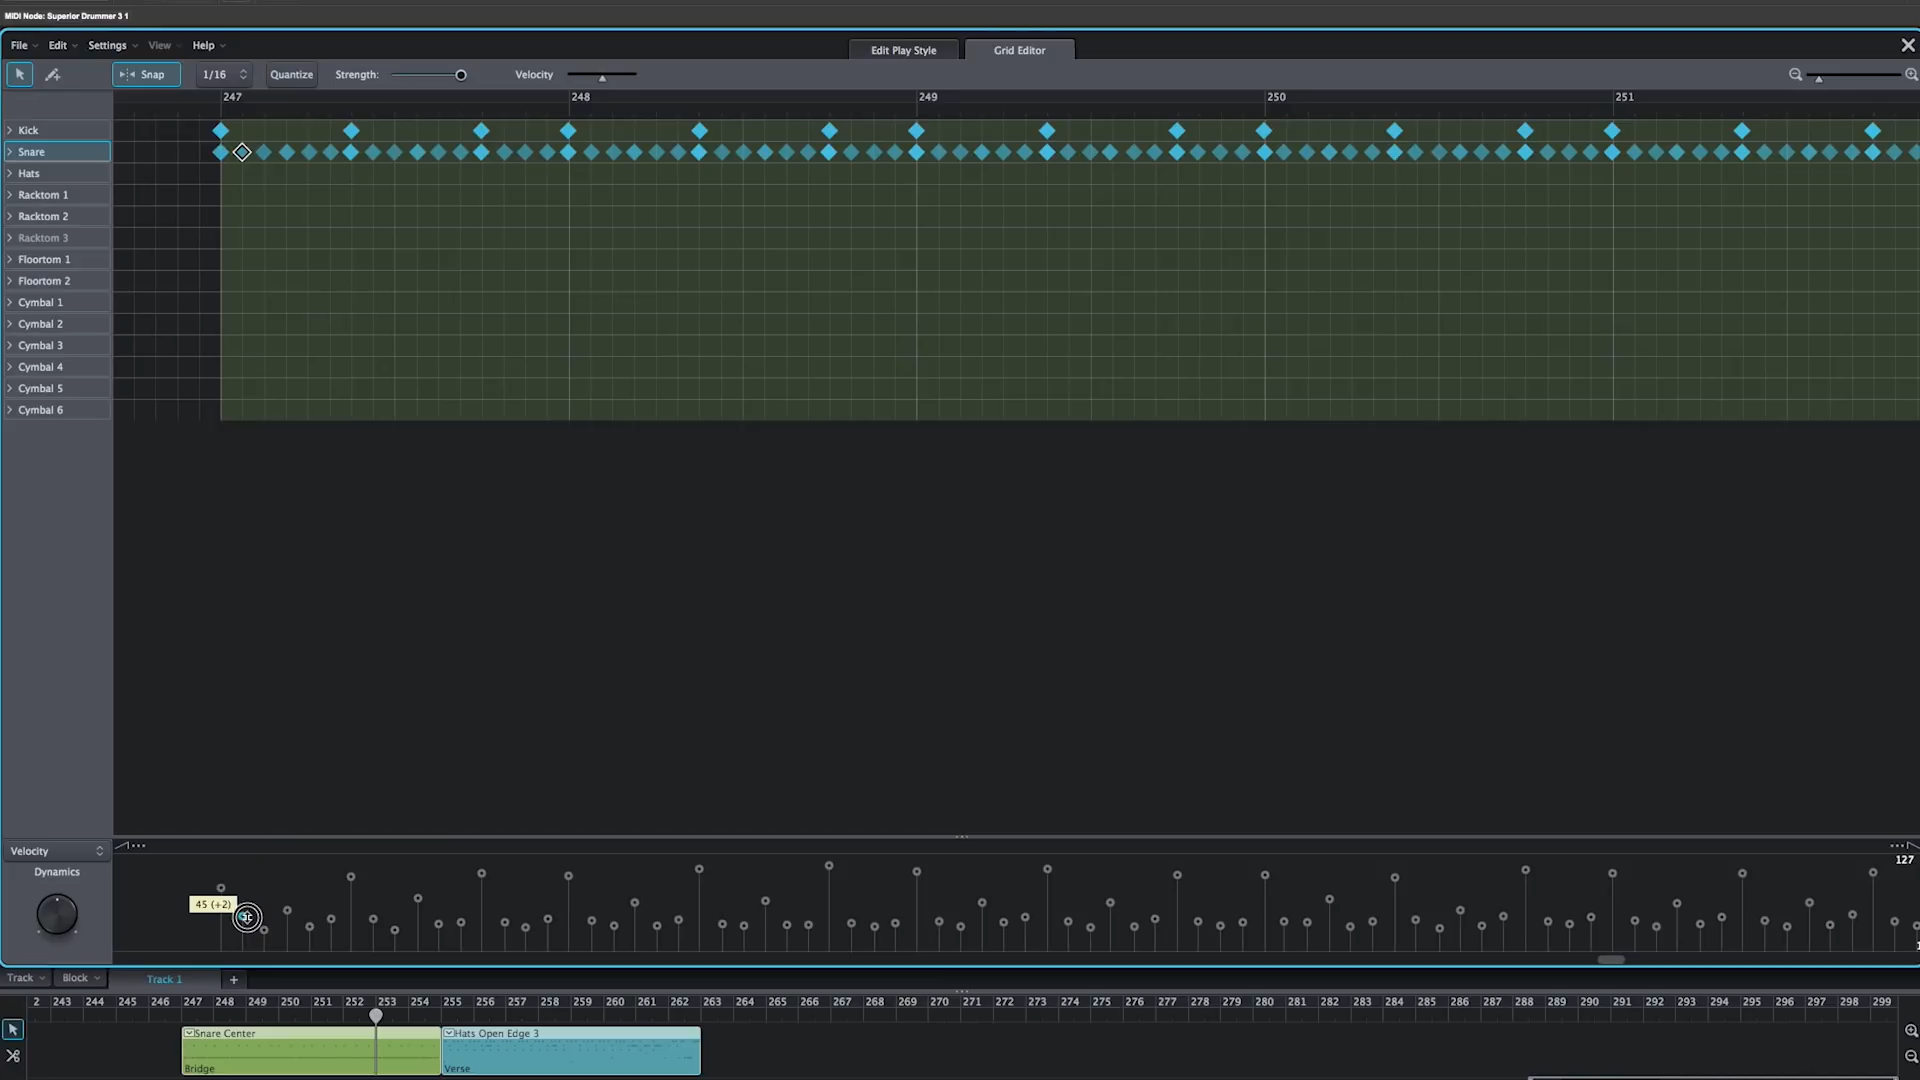 MIDI Node: Superior Drummer 3 1
File Edit Settings View Help
Edit Play Style Grid Editor
Snap 1/16 Quantize Strength: Velocity
247 248 249 250 251
Kick
Snare
Hats
Racktom 1
Racktom 2
Racktom 3
Floortom 1
Floortom 2
Cymbal 1
Cymbal 2
Cymbal 3
Cymbal 4
Cymbal 5
Cymbal 6
Velocity
127
Dynamics
45 (+2)
Track Block Track 1 +
2 243 244 245 246 247 248 249 250 251 252 253 254 255 256 257 258 259 260 261 262 263 264 265 266 267 268 269 270 271 272 273 274 275 276 277 278 279 280 281 282 283 284 285 286 287 288 289 290 291 292 293 294 295 296 297 298 299
Snare Center Hats Open Edge 3
Bridge Verse